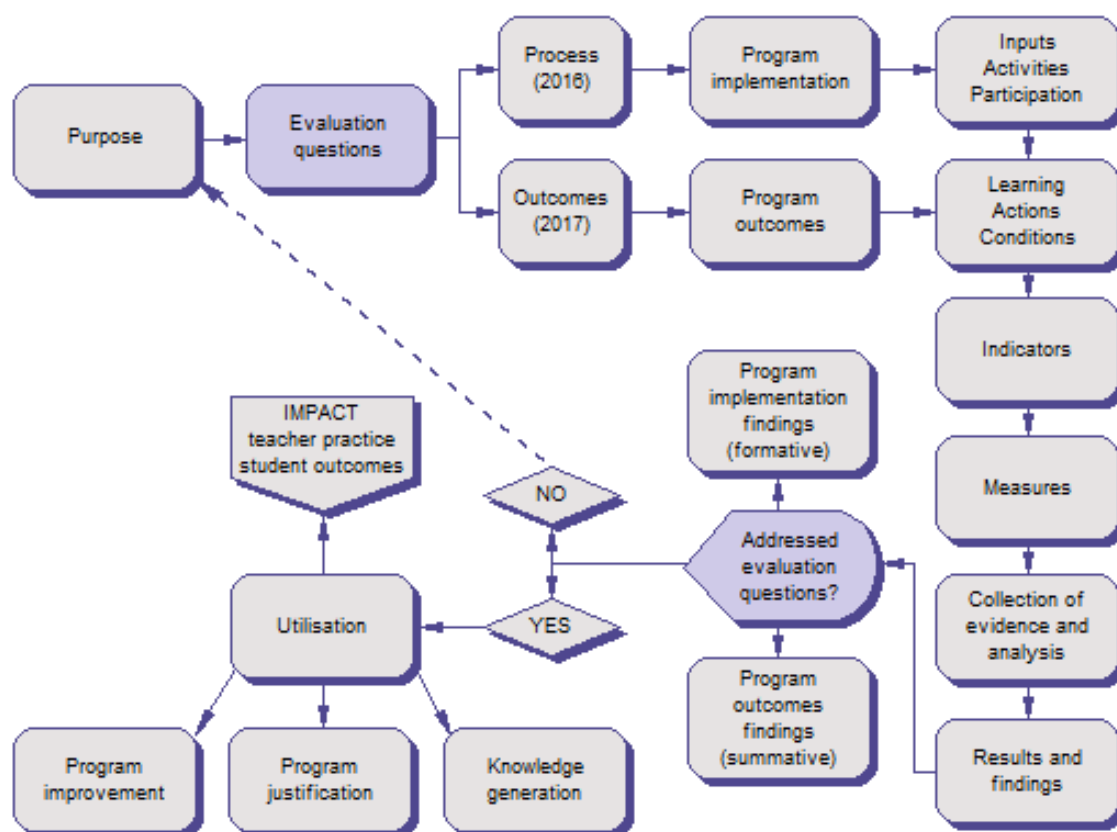 Purpose
Evaluation
questions
Process
(2016)
Program
implementation
Inputs
Activities
Participation
Outcomes
(2017)
Program
outcomes
Learning
Actions
Conditions
Indicators
Measures
Collection of
evidence and
analysis
Results and
findings
Program
implementation
findings
(formative)
Addressed
evaluation
questions?
Program
outcomes
findings
(summative)
NO
YES
IMPACT
teacher practice
student outcomes
Utilisation
Program
improvement
Program
justification
Knowledge
generation